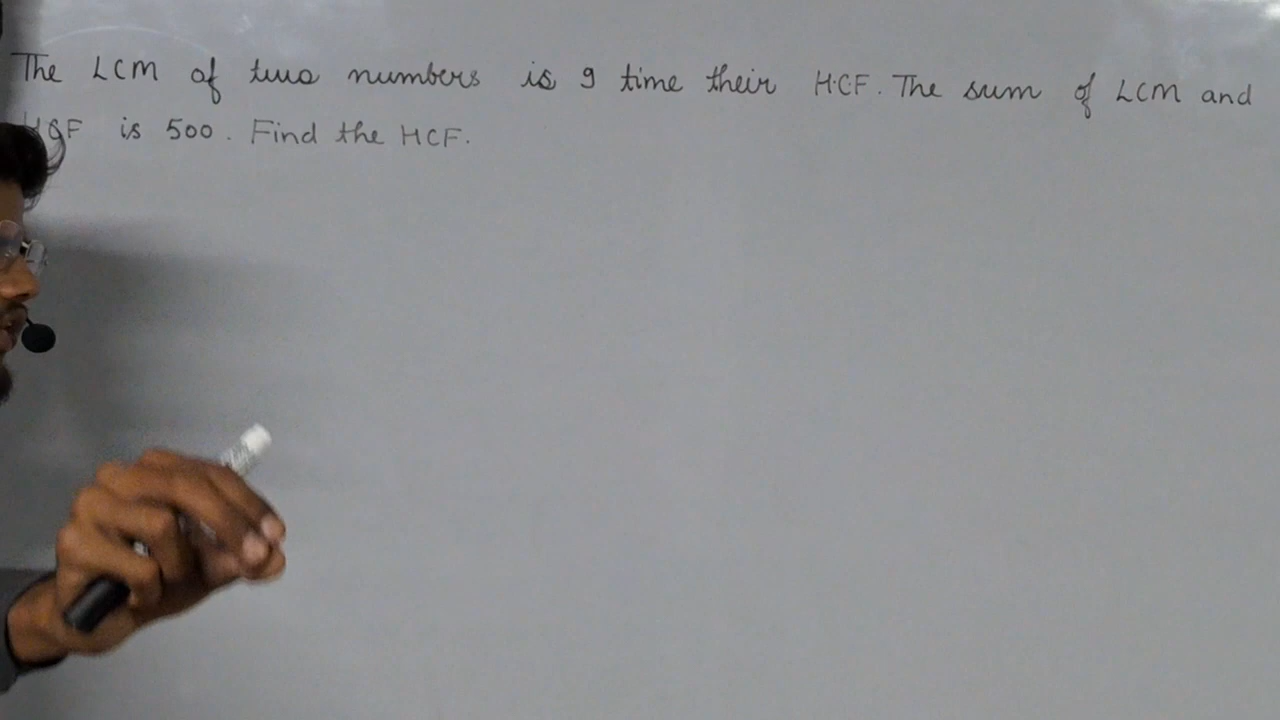 The LCM of two numbers is 9 time their H.C.F. The sum of LCM and
HCF is 500. Find the HCF.